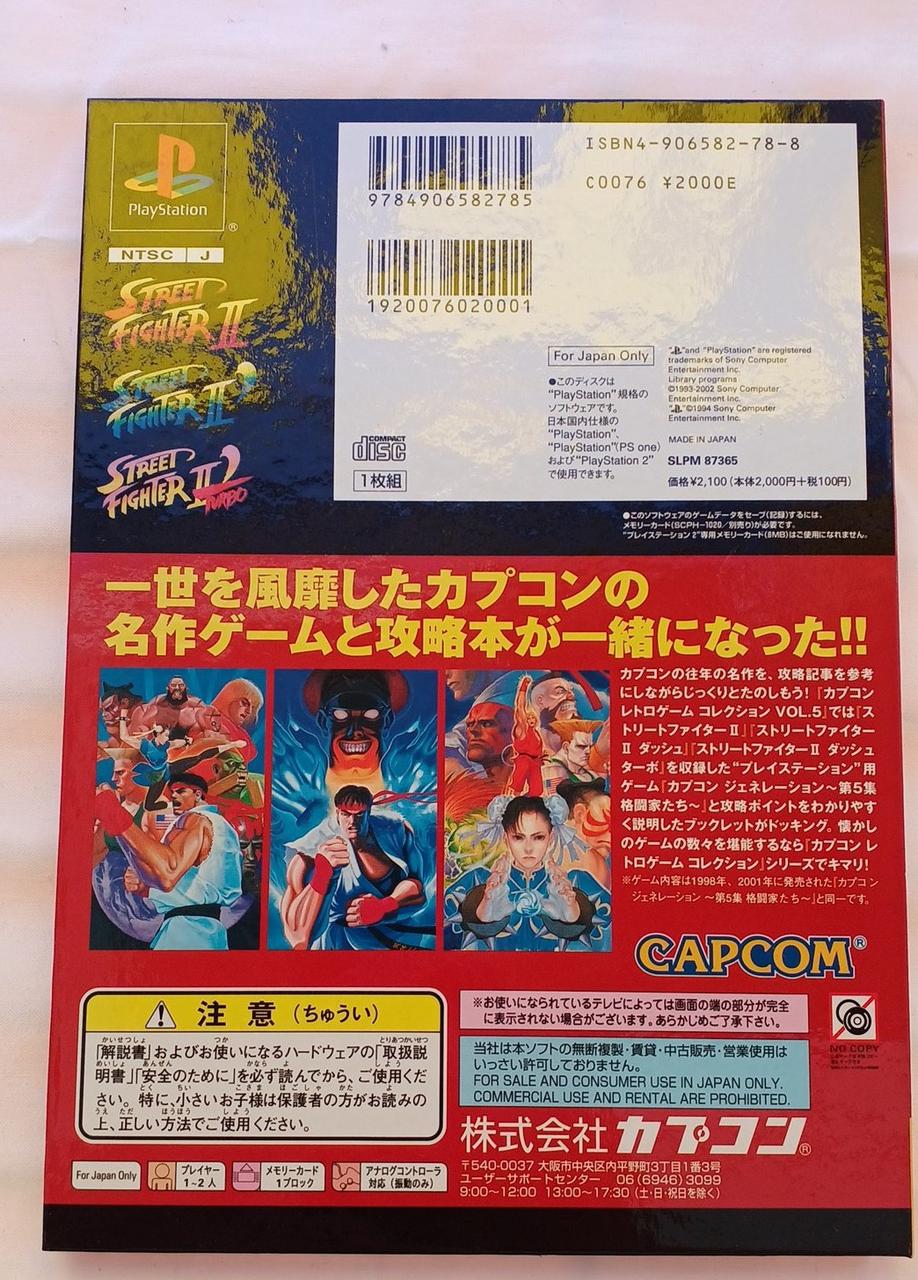 PlayStation
®
NTSC J
STREET
FIGHTER II
STREET
FIGHTER II'
STREET
FIGHTER II'
TURBO
9784906582785
1920076020001
ISBN4-906582-78-8
C0076 ¥2000E
COMPACT
disc
1枚組
For Japan Only
●このディスクは
"PlayStation"規格の
ソフトウェアです。
日本国内仕様の
"PlayStation"、
"PlayStation"(PS one)
および"PlayStation 2"
で使用できます。
" "and "PlayStation" are registered
trademarks of Sony Computer
Entertainment Inc.
Library programs
©1993-2002 Sony Computer
Entertainment Inc.
" "©1994 Sony Computer
Entertainment Inc.
MADE IN JAPAN
SLPM 87365
価格¥2,100(本体2,000円+税100円)
●このソフトウェアのゲームデータをセーブ(記録)するには、
メモリーカード(SCPH-1020/別売り)が必要です。
"プレイステーション 2"専用メモリーカード(8MB)はご使用になれません。
一世を風靡したカプコンの
名作ゲームと攻略本が一緒になった!!
カプコンの往年の名作を、攻略記事を参考
にしながらじっくりとたのしもう!『カプコン
レトロゲーム コレクション VOL.5』では『ス
トリートファイターⅡ』『ストリートファイター
Ⅱ ダッシュ』『ストリートファイターⅡ ダッシュ
ターボ』を収録した"プレイステーション"用
ゲーム『カプコン ジェネレーション～第5集
格闘家たち～』と攻略ポイントをわかりやす
く説明したブックレットがドッキング。懐かし
のゲームの数々を堪能するなら『カプコン レ
トロゲーム コレクション』シリーズでキマリ!
※ゲーム内容は1998年、2001年に発売された『カプコン
ジェネレーション ～第5集 格闘家たち～』と同一です。
CAPCOM®
注意(ちゅうい)
「解説書」およびお使いになるハードウェアの「取扱説
明書」「安全のために」を必ず読んでから、ご使用くだ
さい。特に、小さいお子様は保護者の方がお読みの
上、正しい方法でご使用ください。
※お使いになられているテレビによっては画面の端の部分が完全
に表示されない場合がございます。あらかじめご了承下さい。
当社は本ソフトの無断複製・賃貸・中古販売・営業使用は
いっさい許可しておりません。
FOR SALE AND CONSUMER USE IN JAPAN ONLY.
COMMERCIAL USE AND RENTAL ARE PROHIBITED.
NO COPY
株式会社 カプコン®
〒540-0037 大阪市中央区内平野町3丁目1番3号
ユーザーサポートセンター 06(6946)3099
9:00～12:00 13:00～17:30(土・日・祝日を除く)
For Japan Only
プレイヤー
1～2人
メモリーカード
1ブロック
アナログコントローラ
対応(振動のみ)